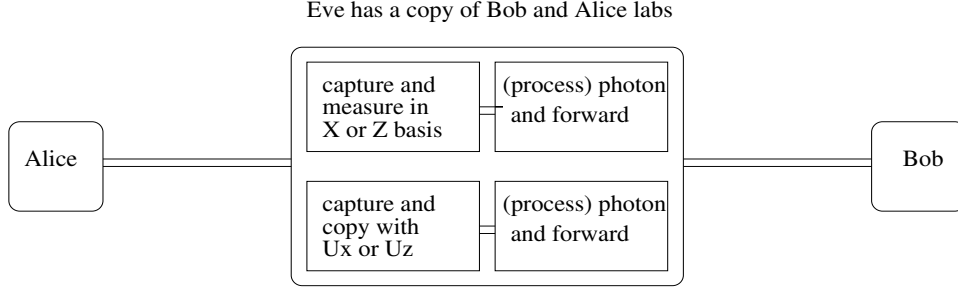 Eve has a copy of Bob and Alice labs
Alice
capture and
measure in
X or Z basis
(process) photon
and forward
capture and
copy with
Ux or Uz
(process) photon
and forward
Bob